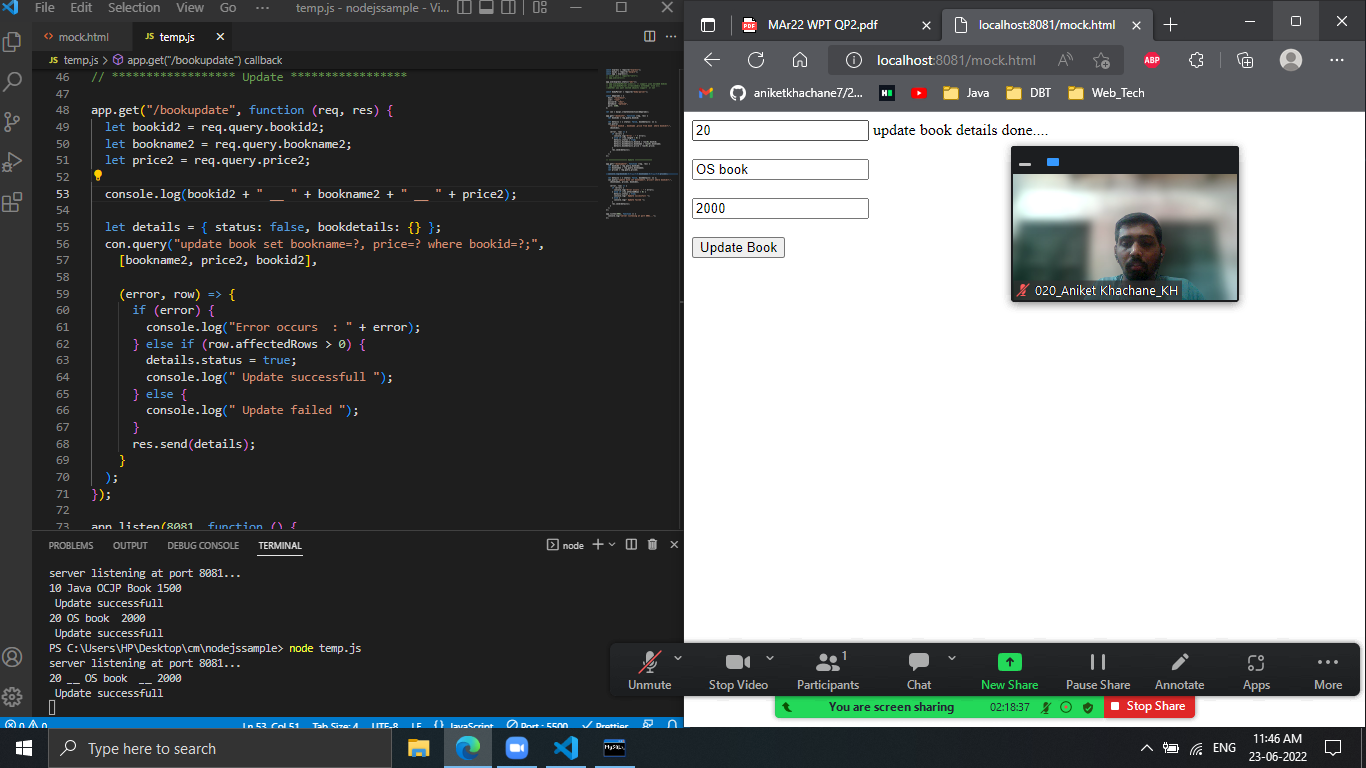 File Edit Selection View Go ··· temp.js - nodejssample - Vi...
mock.html
JS temp.js
JS temp.js > app.get("/bookupdate") callback
46 // ****************** Update *****************
47
48 app.get("/bookupdate", function (req, res) {
49 let bookid2 = req.query.bookid2;
50 let bookname2 = req.query.bookname2;
51 let price2 = req.query.price2;
52
53 console.log(bookid2 + " __ " + bookname2 + " __ " + price2);
54
55 let details = { status: false, bookdetails: {} };
56 con.query("update book set bookname=?, price=? where bookid=?;",
57 [bookname2, price2, bookid2],
58
59 (error, row) => {
60 if (error) {
61 console.log("Error occurs  : " + error);
62 } else if (row.affectedRows > 0) {
63 details.status = true;
64 console.log(" Update successfull ");
65 } else {
66 console.log(" Update failed ");
67 }
68 res.send(details);
69 }
70 );
71 });
72
73 app.listen(8081, function () {
PROBLEMS OUTPUT DEBUG CONSOLE TERMINAL
node
server listening at port 8081...
10 Java OCJP Book 1500
Update successfull
20 OS book  2000
Update successfull
PS C:\Users\HP\Desktop\cm\nodejssample> node temp.js
server listening at port 8081...
20 __ OS book  __ 2000
Update successfull
0 0 Ln 53, Col 51 Tab Size: 4 UTF-8 LF {} JavaScript Port : 5500 Prettier
PDF MAr22 WPT QP2.pdf
localhost:8081/mock.html
localhost:8081/mock.html
ABP
aniketkhachane7/2...
Java
DBT
Web_Tech
20 update book details done....
OS book
2000
Update Book
020_Aniket Khachane_KH
Unmute
Stop Video
1
Participants
Chat
New Share
Pause Share
Annotate
Apps
More
You are screen sharing 02:18:37 Stop Share
Type here to search
ENG
11:46 AM
23-06-2022